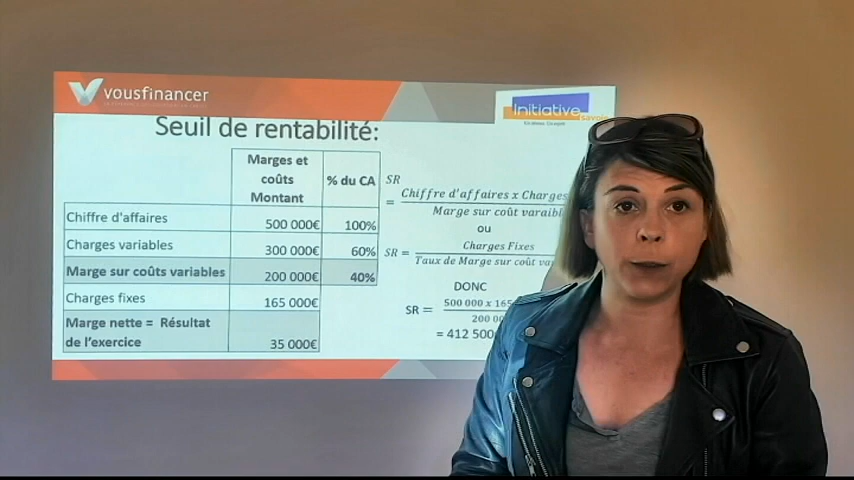 vousfinancer
initiative
savoie
Seuil de rentabilité:
Marges et
coûts
Montant
% du CA
Chiffre d'affaires
500 000€
100%
Charges variables
300 000€
60%
Marge sur coûts variables
200 000€
40%
Charges fixes
165 000€
Marge nette = Résultat
de l'exercice
35 000€
SR
= Chiffre d'affaires x Charges
Marge sur coût varaibl
ou
SR = Charges Fixes
Taux de Marge sur coût va
DONC
SR = 500 000 x 165
200 00
= 412 500